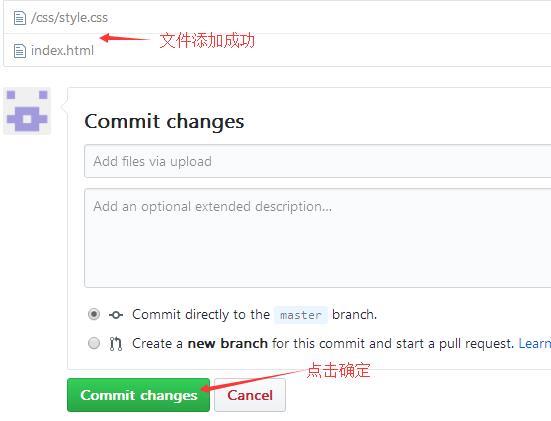 /css/style.css
文件添加成功
index.html
Commit changes
Add files via upload
Add an optional extended description...
Commit directly to the master branch.
Create a new branch for this commit and start a pull request. Learn
点击确定
Commit changes Cancel